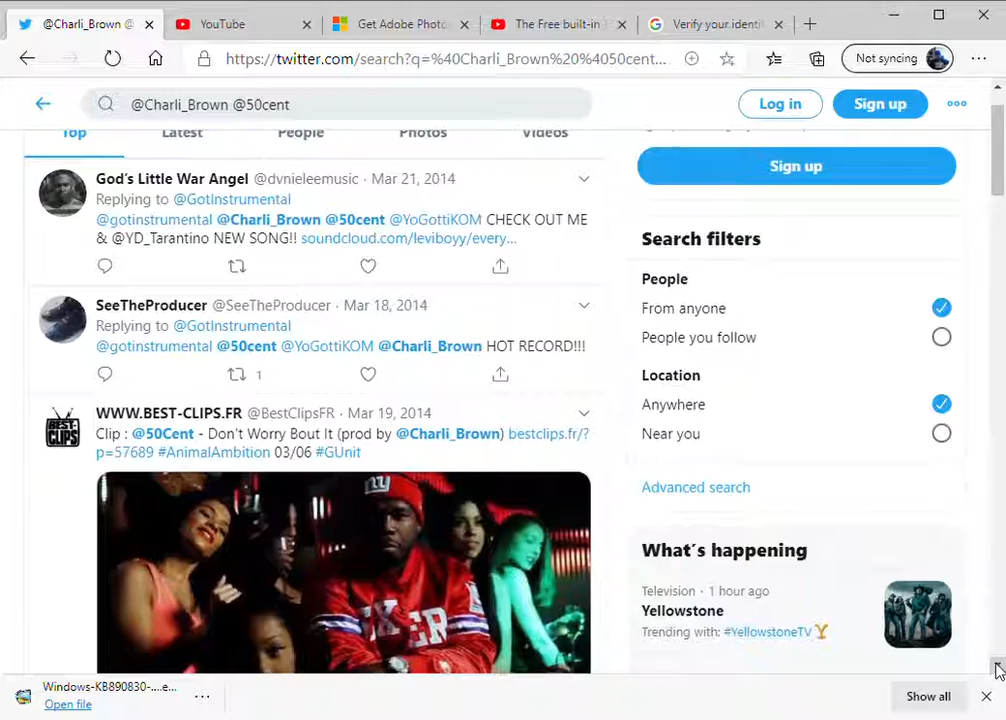 @Charli_Brown @
YouTube
Get Adobe Photo
The Free built-in
Verify your identi
Not syncing
https://twitter.com/search?q=%40Charli_Brown%20%4050cent...
@Charli_Brown @50cent
Log in
Sign up
Top
Latest
People
Photos
Videos
Sign up
God's Little War Angel @dvnieleemusic · Mar 21, 2014
Replying to @GotInstrumental
@gotinstrumental @Charli_Brown @50cent @YoGottiKOM CHECK OUT ME
& @YD_Tarantino NEW SONG!! soundcloud.com/leviboyy/every...
SeeTheProducer @SeeTheProducer · Mar 18, 2014
Replying to @GotInstrumental
@gotinstrumental @50cent @YoGottiKOM @Charli_Brown HOT RECORD!!!
1
WWW.BEST-CLIPS.FR @BestClipsFR · Mar 19, 2014
Clip : @50Cent - Don't Worry Bout It (prod by @Charli_Brown) bestclips.fr/?
p=57689 #AnimalAmbition 03/06 #GUnit
BEST
CLIPS
Search filters
People
From anyone
People you follow
Location
Anywhere
Near you
Advanced search
What's happening
Television · 1 hour ago
Yellowstone
Trending with: #YellowstoneTV
Windows-KB890830-....e...
Open file
Show all